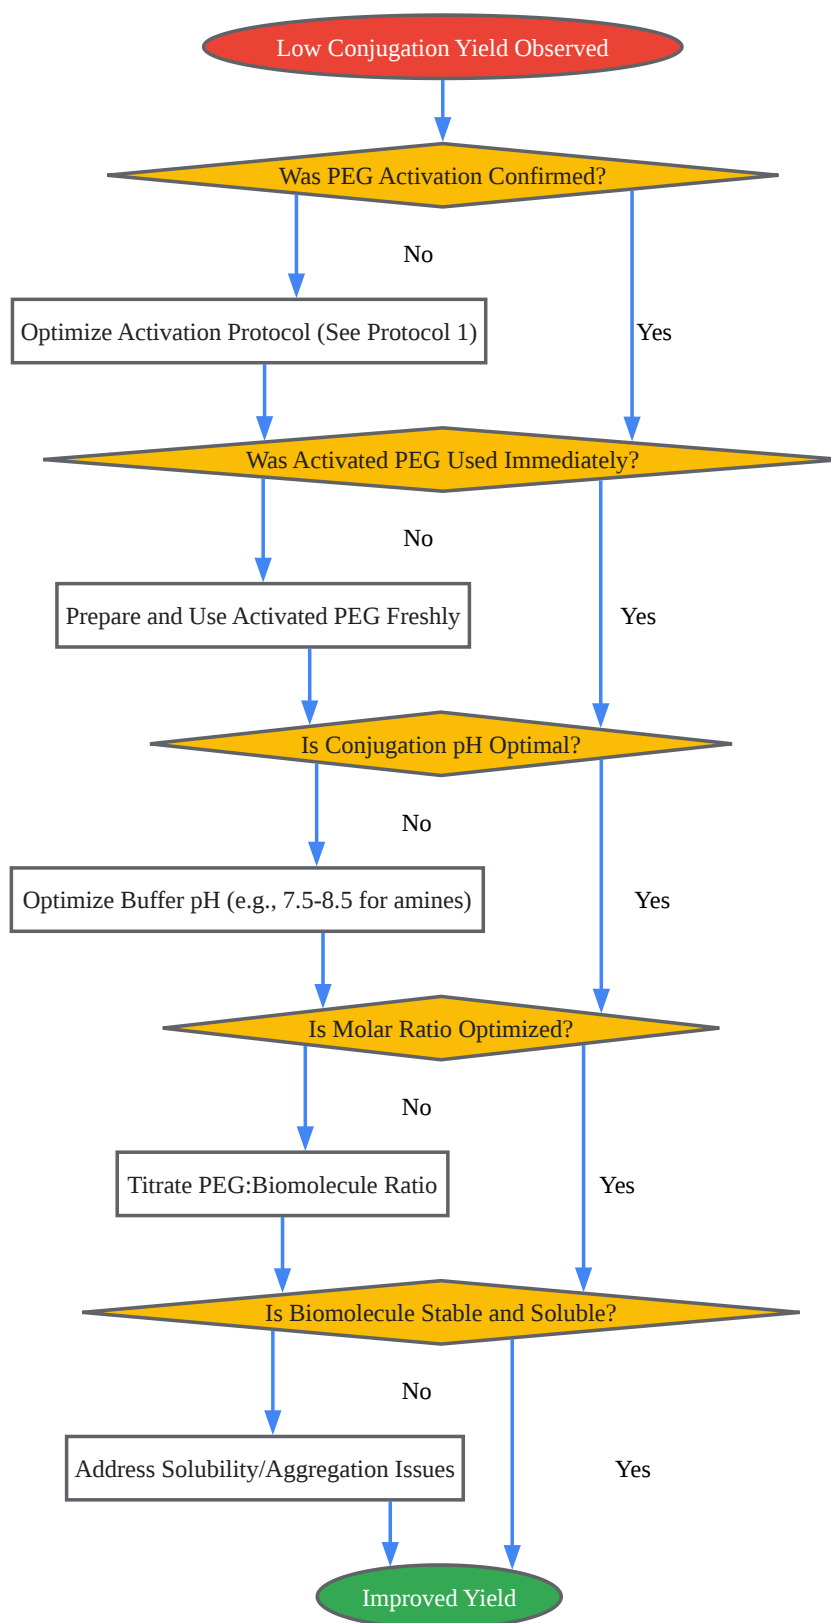 Low Conjugation Yield Observed
Was PEG Activation Confirmed?
No
Optimize Activation Protocol (See Protocol 1)
Yes
Was Activated PEG Used Immediately?
No
Prepare and Use Activated PEG Freshly
Yes
Is Conjugation pH Optimal?
No
Optimize Buffer pH (e.g., 7.5-8.5 for amines)
Yes
Is Molar Ratio Optimized?
No
Titrate PEG:Biomolecule Ratio
Yes
Is Biomolecule Stable and Soluble?
No
Address Solubility/Aggregation Issues
Yes
Improved Yield